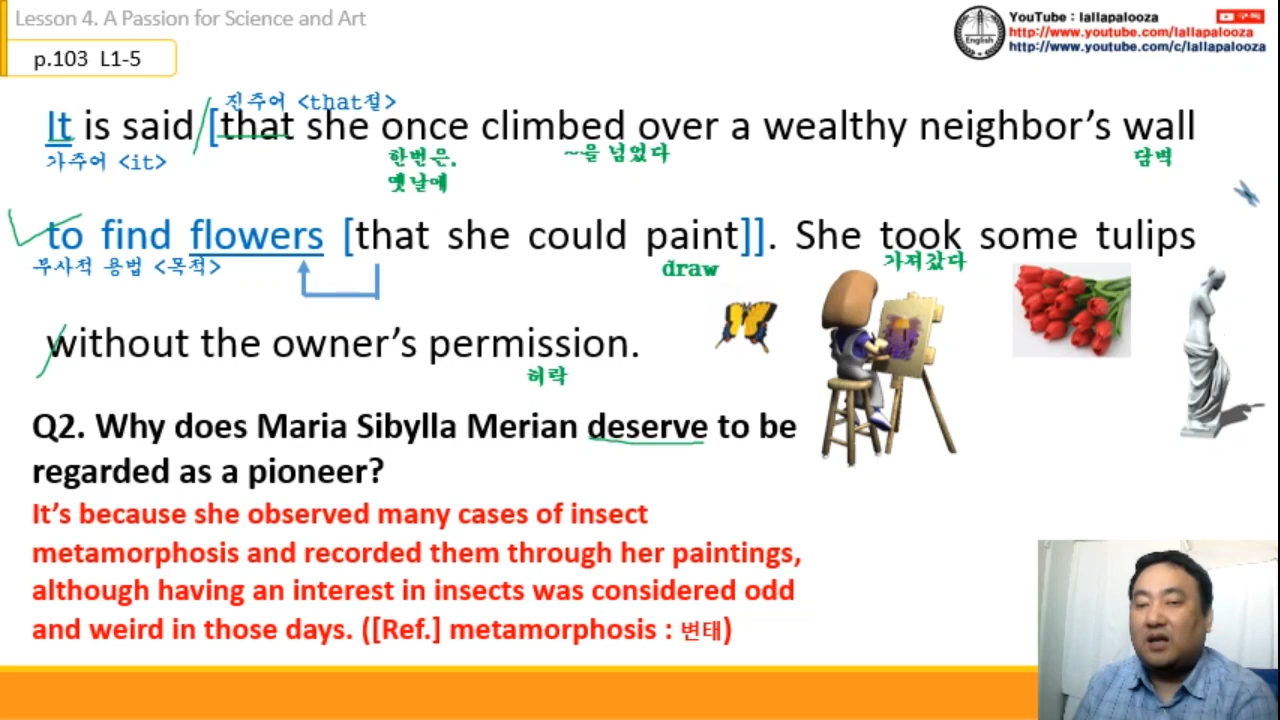 Lesson 4. A Passion for Science and Art
YouTube : lallapalooza
구독
http://www.youtube.com/lallapalooza
http://www.youtube.com/c/lallapalooza
English
p.103 L1-5
진주어 <that절>
It is said [that she once climbed over a wealthy neighbor's wall
가주어 <it>
한번은.
~~을 넘었다
담벽
옛날에
to find flowers [that she could paint]]. She took some tulips
부사적 용법 <목적>
draw
가져갔다
without the owner's permission.
허락
Q2. Why does Maria Sibylla Merian deserve to be
regarded as a pioneer?
It's because she observed many cases of insect
metamorphosis and recorded them through her paintings,
although having an interest in insects was considered odd
and weird in those days. ([Ref.] metamorphosis : 변태)